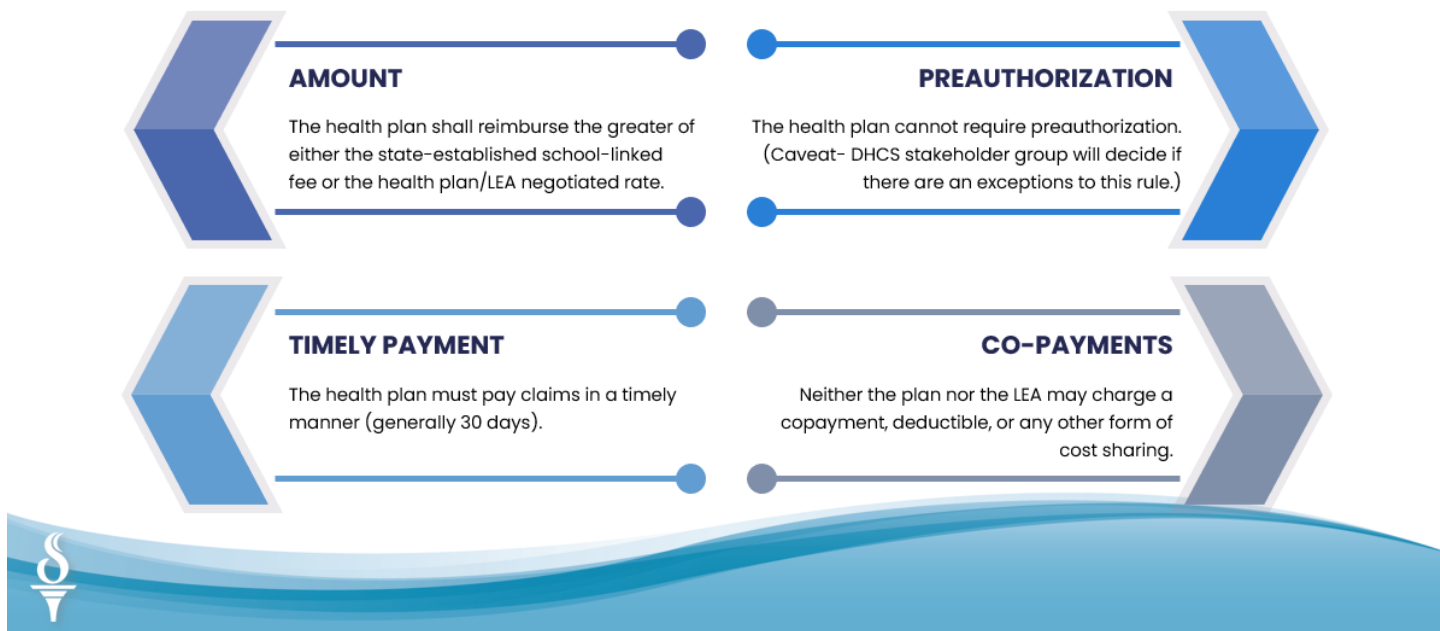 AMOUNT
The health plan shall reimburse the greater of
either the state-established school-linked
fee or the health plan/LEA negotiated rate.
PREAUTHORIZATION
The health plan cannot require preauthorization.
(Caveat- DHCS stakeholder group will decide if
there are an exceptions to this rule.)
TIMELY PAYMENT
The health plan must pay claims in a timely
manner (generally 30 days).
CO-PAYMENTS
Neither the plan nor the LEA may charge a
copayment, deductible, or any other form of
cost sharing.